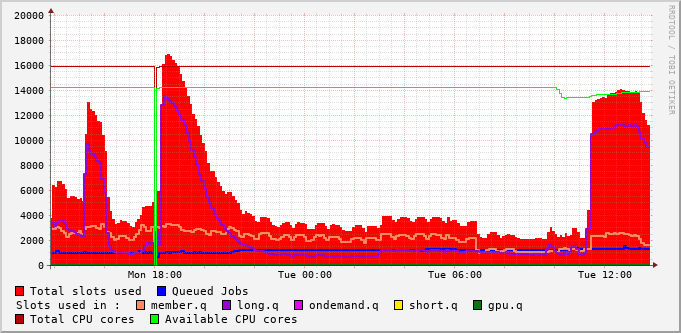 20000
18000
16000
14000
12000
10000
8000
6000
4000
2000
0
Mon 18:00 Tue 00:00 Tue 06:00 Tue 12:00
Total slots used Queued Jobs
Slots used in : member.q long.q ondemand.q short.q gpu.q
Total CPU cores Available CPU cores
RRDTOOL / TOBI OETIKER